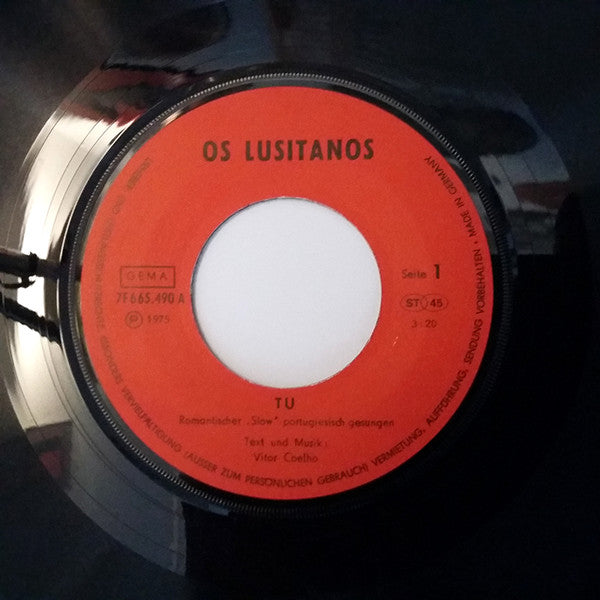 OS LUSITANOS
GEMA
7F 665.490 A
Ⓟ 1975
Seite 1
ST 45
3:20
TU
Romantischer „Slow" portugiesisch gesungen
Text und Musik:
Vitor Coelho
VERVIELFÄLTIGUNG (AUSSER ZUM PERSÖNLICHEN GEBRAUCH) VERMIETUNG, AUFFÜHRUNG, SENDUNG VORBEHALTEN • MADE IN GERMANY